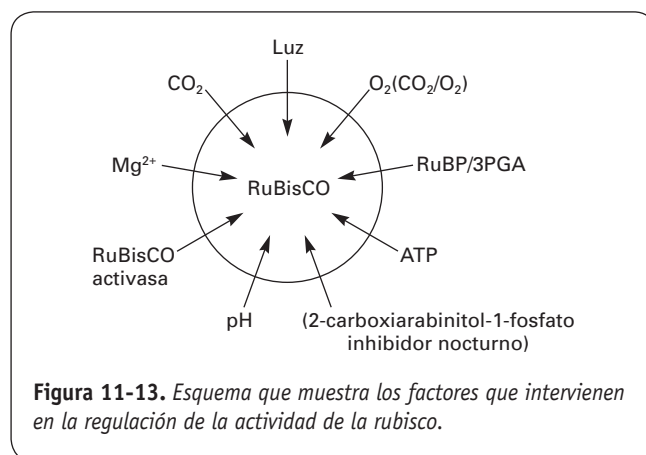 Luz
CO₂
O₂(CO₂/O₂)
Mg²⁺
RuBisCO
RuBP/3PGA
RuBisCO
activasa
ATP
pH
(2-carboxiarabinitol-1-fosfato
inhibidor nocturno)
Figura 11-13. Esquema que muestra los factores que intervienen
en la regulación de la actividad de la rubisco.